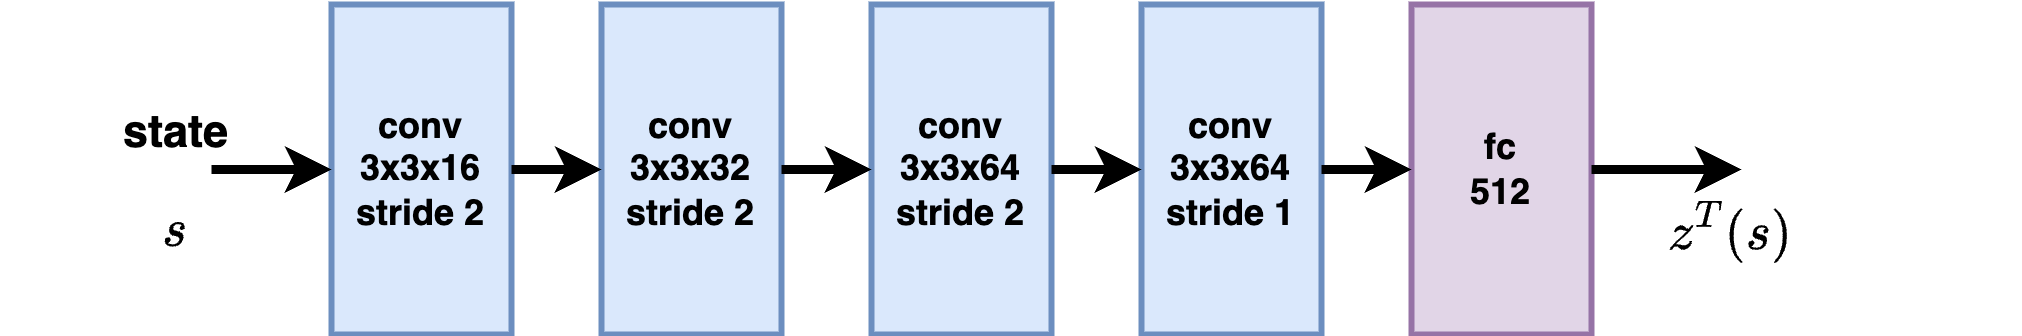 state
s
conv
3x3x16
stride 2
conv
3x3x32
stride 2
conv
3x3x64
stride 2
conv
3x3x64
stride 1
fc
512
z^T(s)